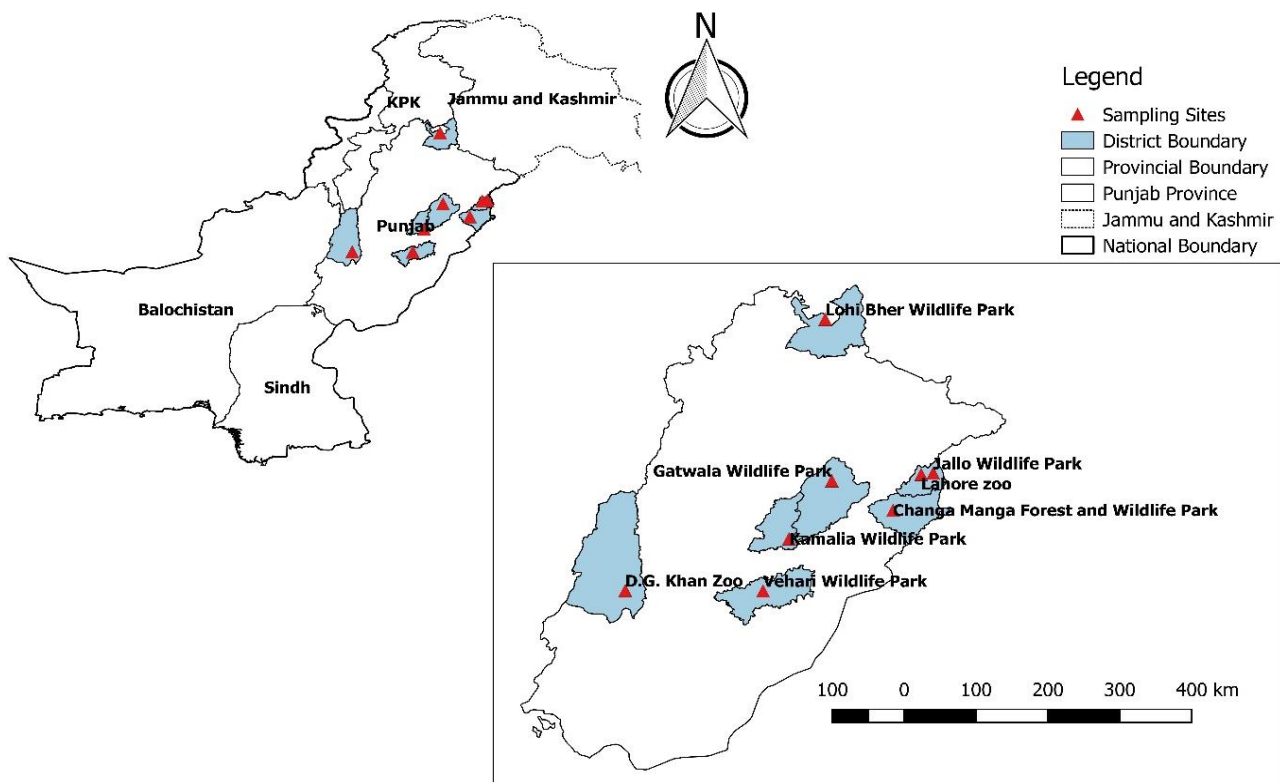 N
KPK
Jammu and Kashmir
Punjab
Balochistan
Sindh
Legend
Sampling Sites
District Boundary
Provincial Boundary
Punjab Province
Jammu and Kashmir
National Boundary
Lohi Bher Wildlife Park
Gatwala Wildlife Park
Jallo Wildlife Park
Lahore zoo
Changa Manga Forest and Wildlife Park
Kamalia Wildlife Park
D.G. Khan Zoo
Vehari Wildlife Park
100 0 100 200 300 400 km